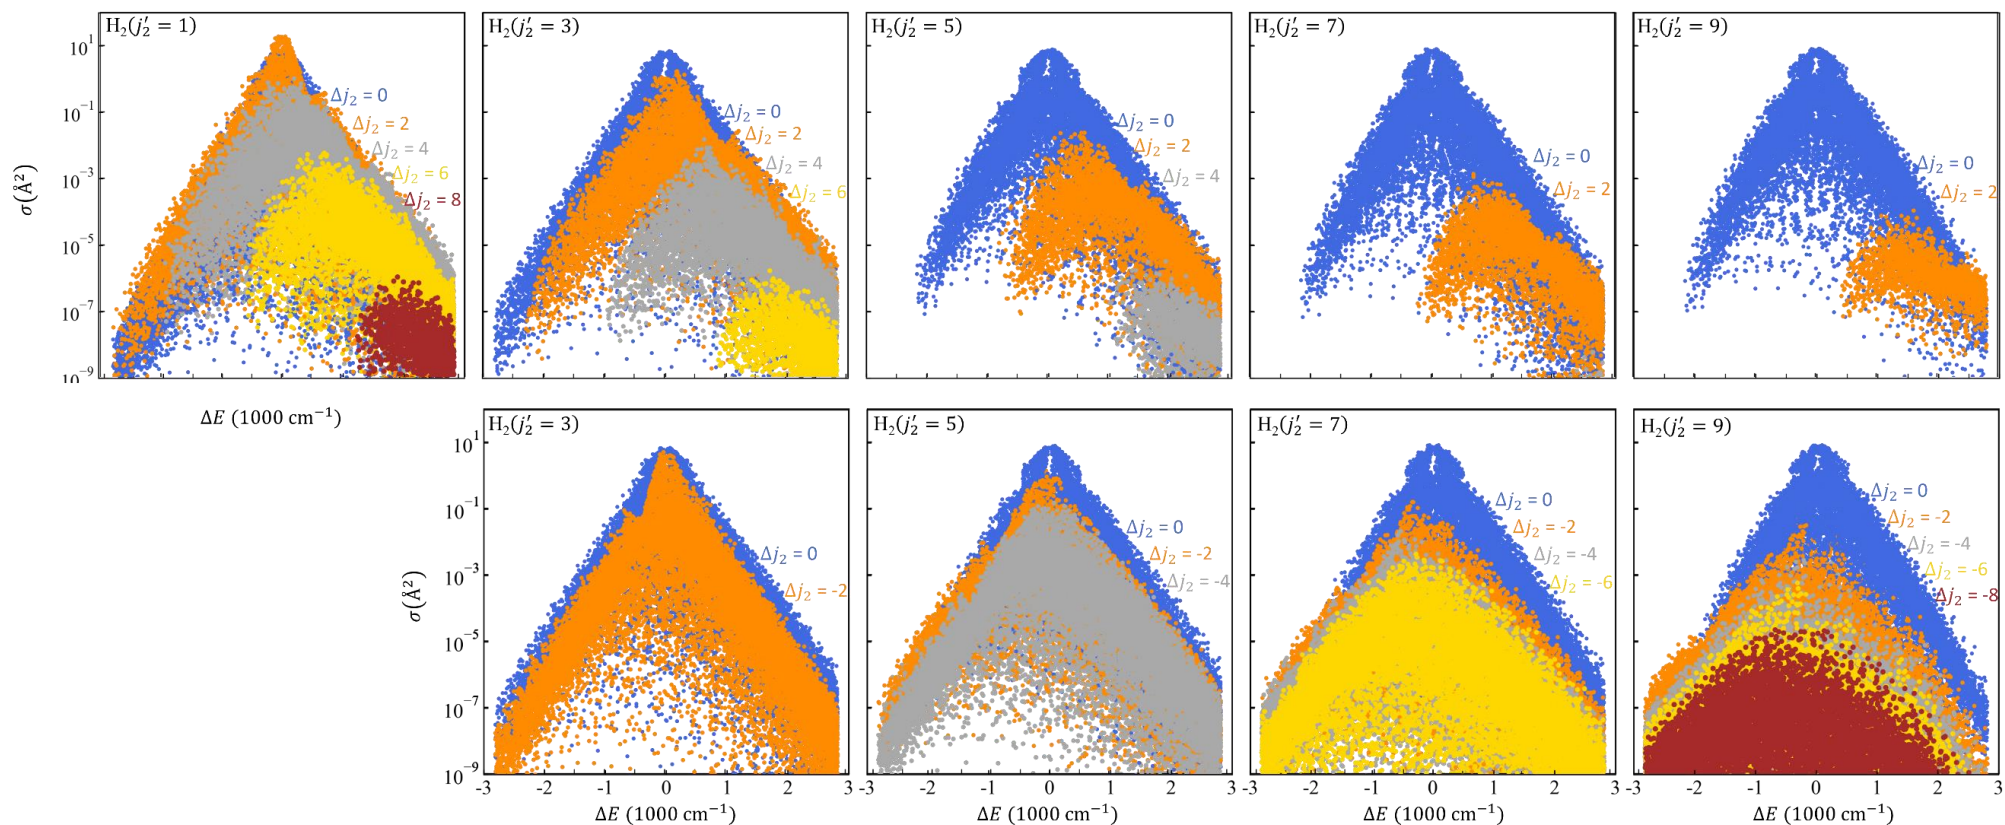 H₂(j₂′ = 1)
10¹
10⁻¹
10⁻³
10⁻⁵
10⁻⁷
10⁻⁹
σ(Å²)
Δj₂ = 0
Δj₂ = 2
Δj₂ = 4
Δj₂ = 6
Δj₂ = 8
ΔE (1000 cm⁻¹)
H₂(j₂′ = 3)
Δj₂ = 0
Δj₂ = 2
Δj₂ = 4
Δj₂ = 6
H₂(j₂′ = 5)
Δj₂ = 0
Δj₂ = 2
Δj₂ = 4
H₂(j₂′ = 7)
Δj₂ = 0
Δj₂ = 2
H₂(j₂′ = 9)
Δj₂ = 0
Δj₂ = 2
H₂(j₂′ = 3)
10¹
10⁻¹
10⁻³
10⁻⁵
10⁻⁷
10⁻⁹
σ(Å²)
Δj₂ = 0
Δj₂ = -2
-3 -2 -1 0 1 2 3
ΔE (1000 cm⁻¹)
H₂(j₂′ = 5)
Δj₂ = 0
Δj₂ = -2
Δj₂ = -4
-2 -1 0 1 2
ΔE (1000 cm⁻¹)
H₂(j₂′ = 7)
Δj₂ = 0
Δj₂ = -2
Δj₂ = -4
Δj₂ = -6
-3 -2 -1 0 1 2
ΔE (1000 cm⁻¹)
H₂(j₂′ = 9)
Δj₂ = 0
Δj₂ = -2
Δj₂ = -4
Δj₂ = -6
Δj₂ = -8
-3 -2 -1 0 1 2 3
ΔE (1000 cm⁻¹)